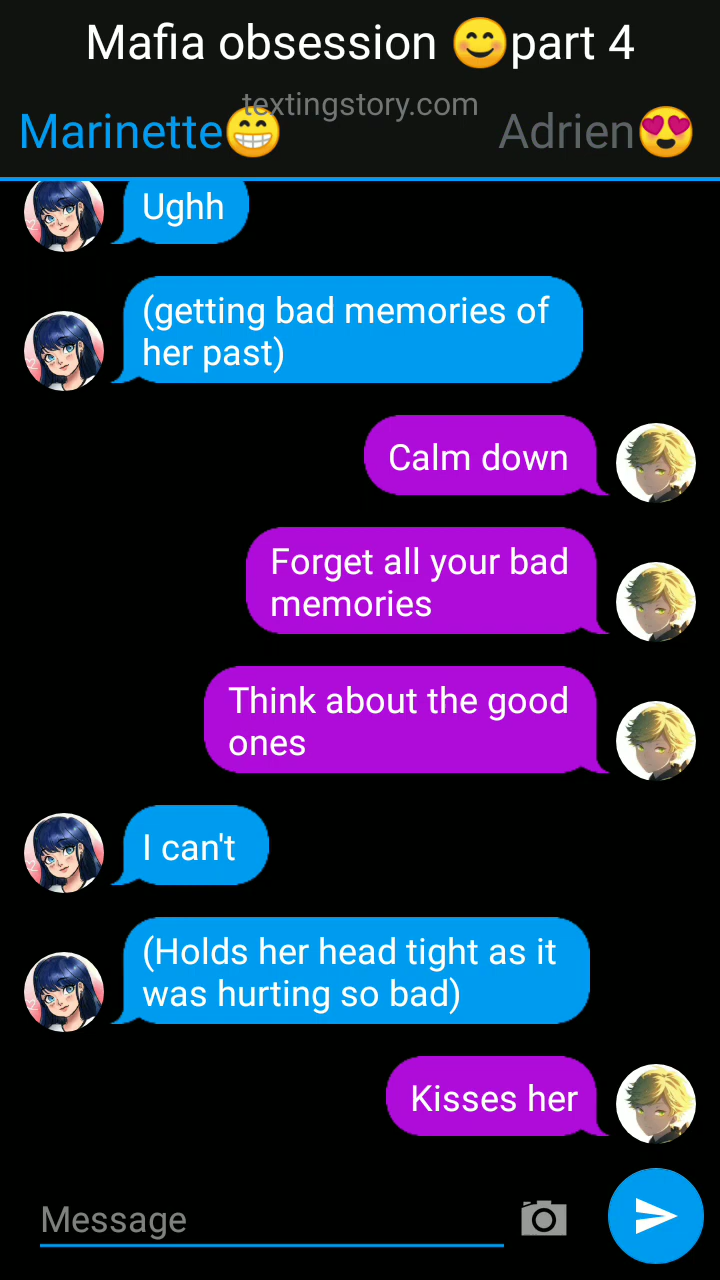 Mafia obsession 😊part 4
textingstory.com
Marinette😁 Adrien😍
Ughh
(getting bad memories of
her past)
Calm down
Forget all your bad
memories
Think about the good
ones
I can't
(Holds her head tight as it
was hurting so bad)
Kisses her
Message